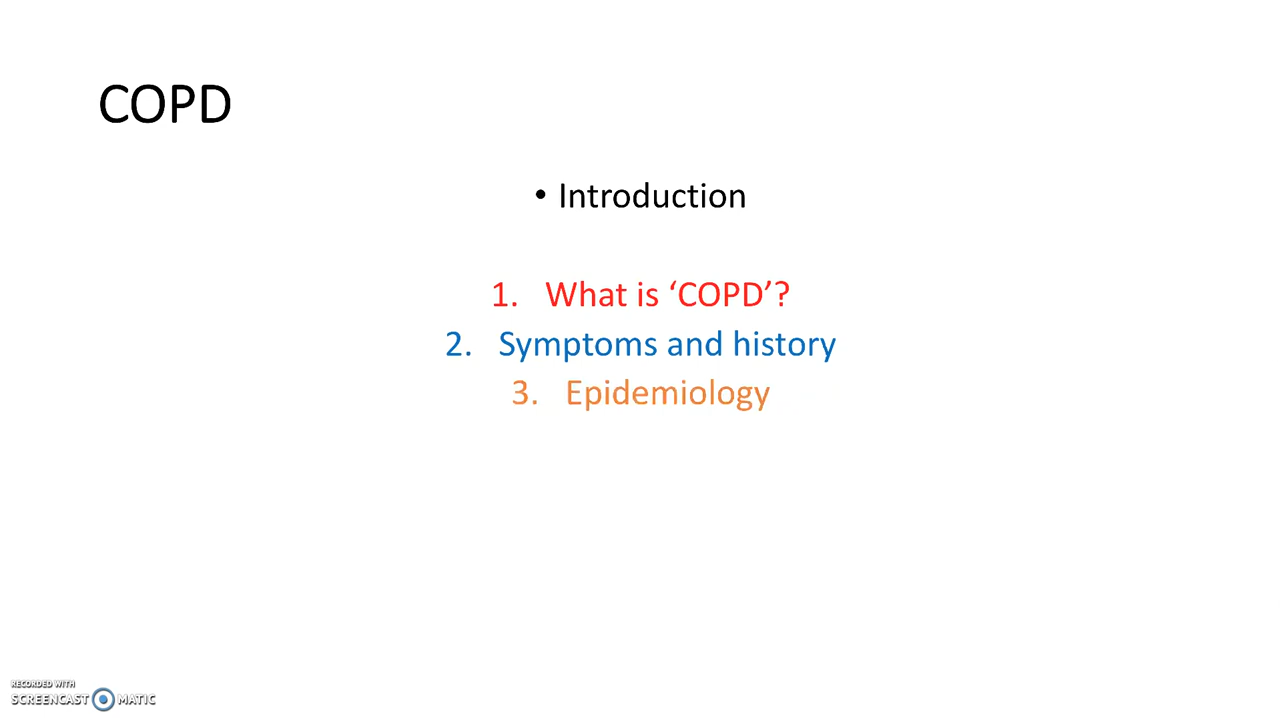 COPD
• Introduction
1. What is ‘COPD’?
2. Symptoms and history
3. Epidemiology
RECORDED WITH
SCREENCAST MATIC